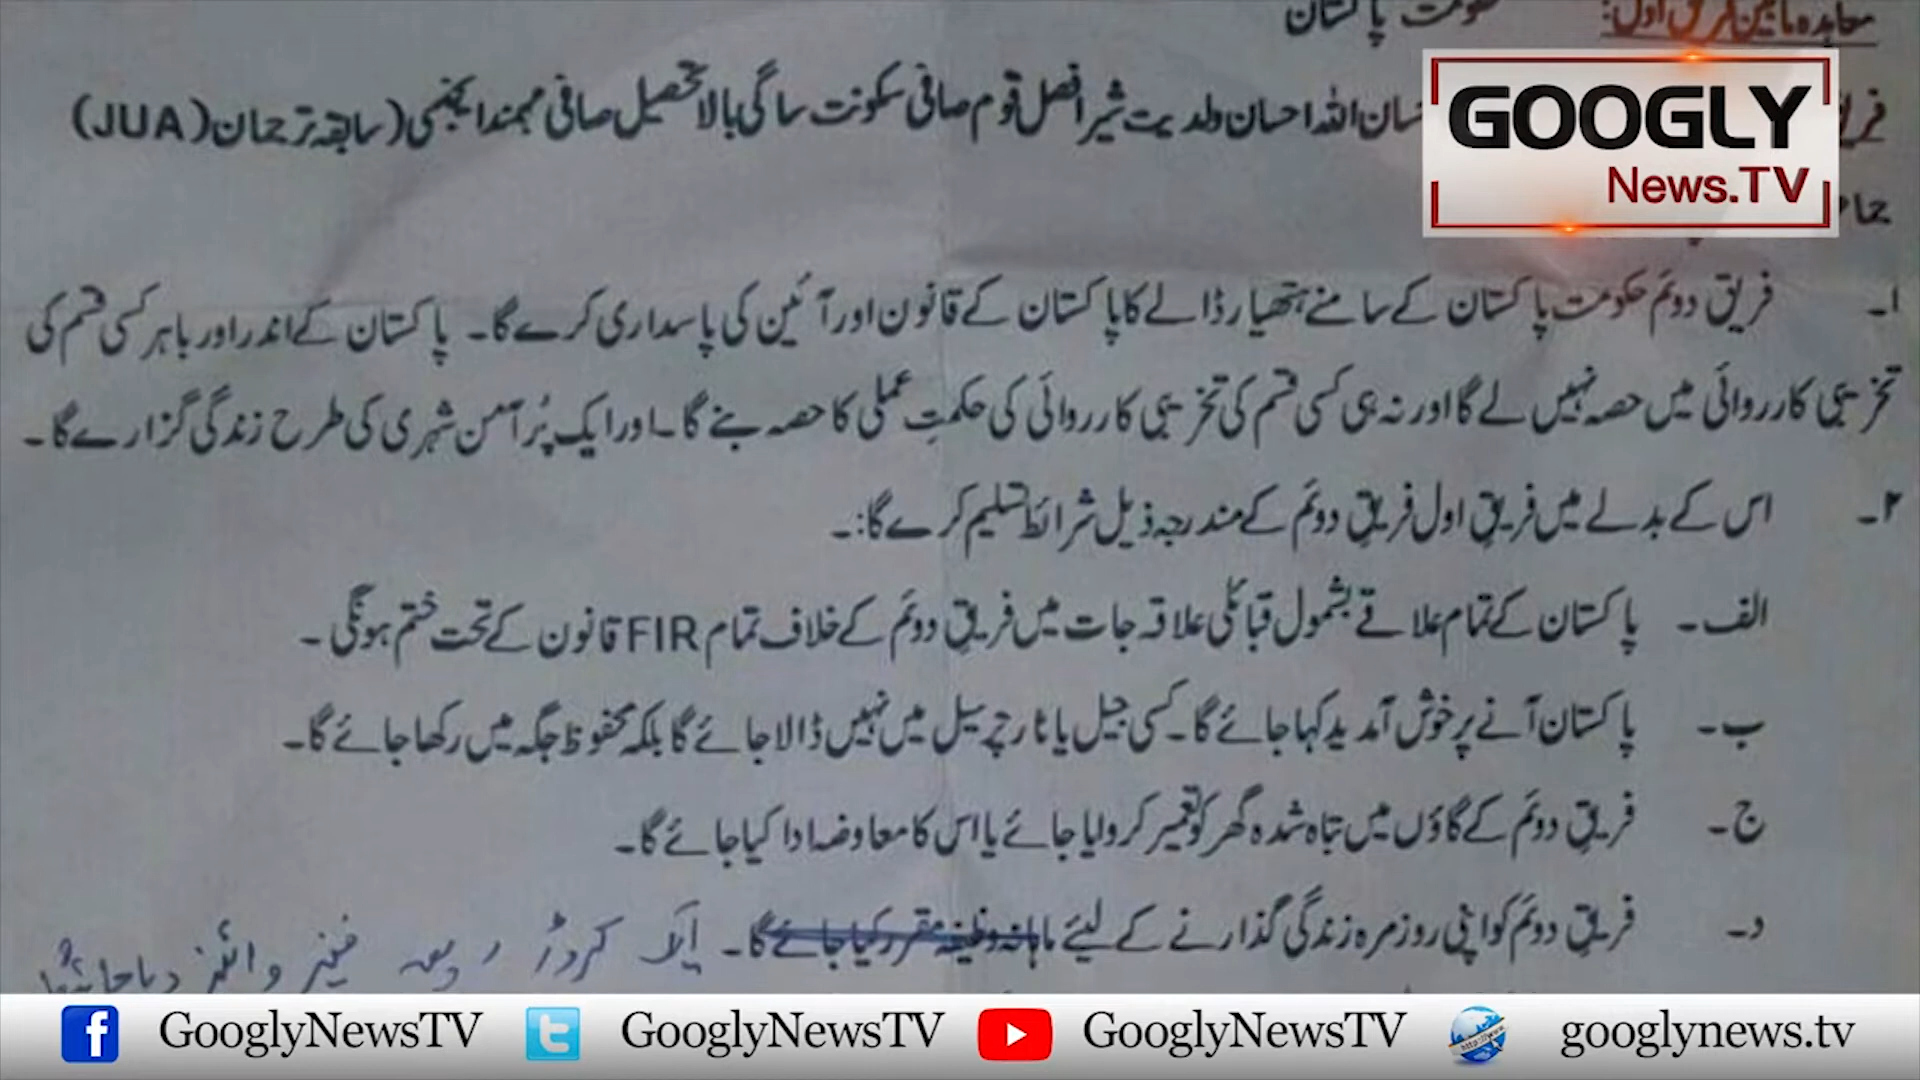 معاہدہ مابین فریق اول: حکومت پاکستان
احسان اللہ احسان ولدیت شیر افضل قوم صافی سکونت ساگی بالا تحصیل صافی مہمند ایجنسی (سابقہ ترجمان (JUA)
GOOGLY
News.TV
۱۔ فریق دوئم حکومت پاکستان کے سامنے ہتھیار ڈالے گا پاکستان کے قانون اور آئین کی پاسداری کرے گا۔ پاکستان کے اندر اور باہر کسی قسم کی
تخریبی کارروائی میں حصہ نہیں لے گا اور نہ ہی کسی قسم کی تخریبی کارروائی کی حکمتِ عملی کا حصہ بنے گا۔ اور ایک پُر امن شہری کی طرح زندگی گزارے گا۔
۲۔ اس کے بدلے میں فریقِ اول فریقِ دوئم کے مندرجہ ذیل شرائط تسلیم کرے گا:۔
الف۔ پاکستان کے تمام علاقے بشمول قبائلی علاقہ جات میں فریقِ دوئم کے خلاف تمام FIR قانون کے تحت ختم ہونگی۔
ب۔ پاکستان آنے پر خوش آمدید کہا جائے گا۔ کسی جیل یا ٹارچر سیل میں نہیں ڈالا جائے گا بلکہ محفوظ جگہ میں رکھا جائے گا۔
ج۔ فریقِ دوئم کے گاؤں میں تباہ شدہ گھر کو تعمیر کروایا جائے یا اس کا معاوضہ ادا کیا جائے گا۔
د۔ فریقِ دوئم کو اپنی روزمرہ زندگی گذارنے کے لیئے ماہانہ وظیفہ مقرر کیا جائے گا۔ ایک کروڑ روپیہ
GooglyNewsTV GooglyNewsTV GooglyNewsTV googlynews.tv